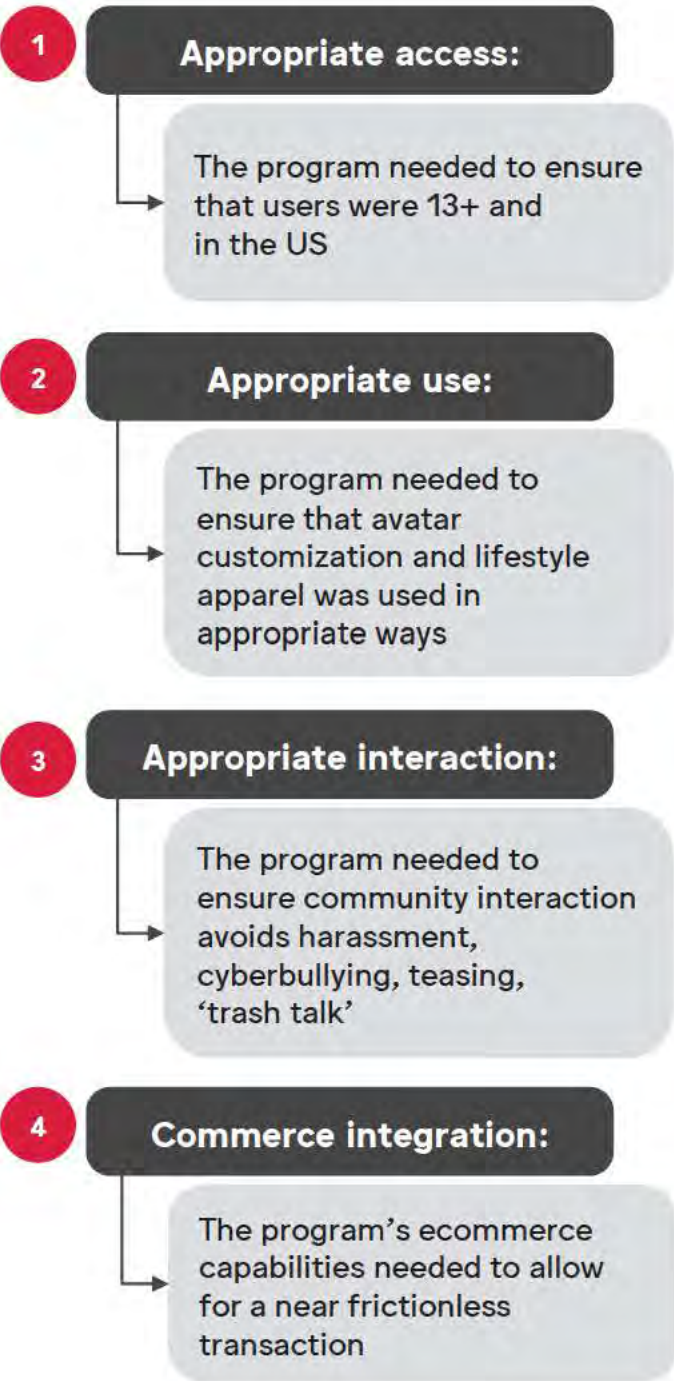 1
Appropriate access:
The program needed to ensure
that users were 13+ and
in the US
2
Appropriate use:
The program needed to
ensure that avatar
customization and lifestyle
apparel was used in
appropriate ways
3
Appropriate interaction:
The program needed to
ensure community interaction
avoids harassment,
cyberbullying, teasing,
‘trash talk’
4
Commerce integration:
The program’s ecommerce
capabilities needed to allow
for a near frictionless
transaction